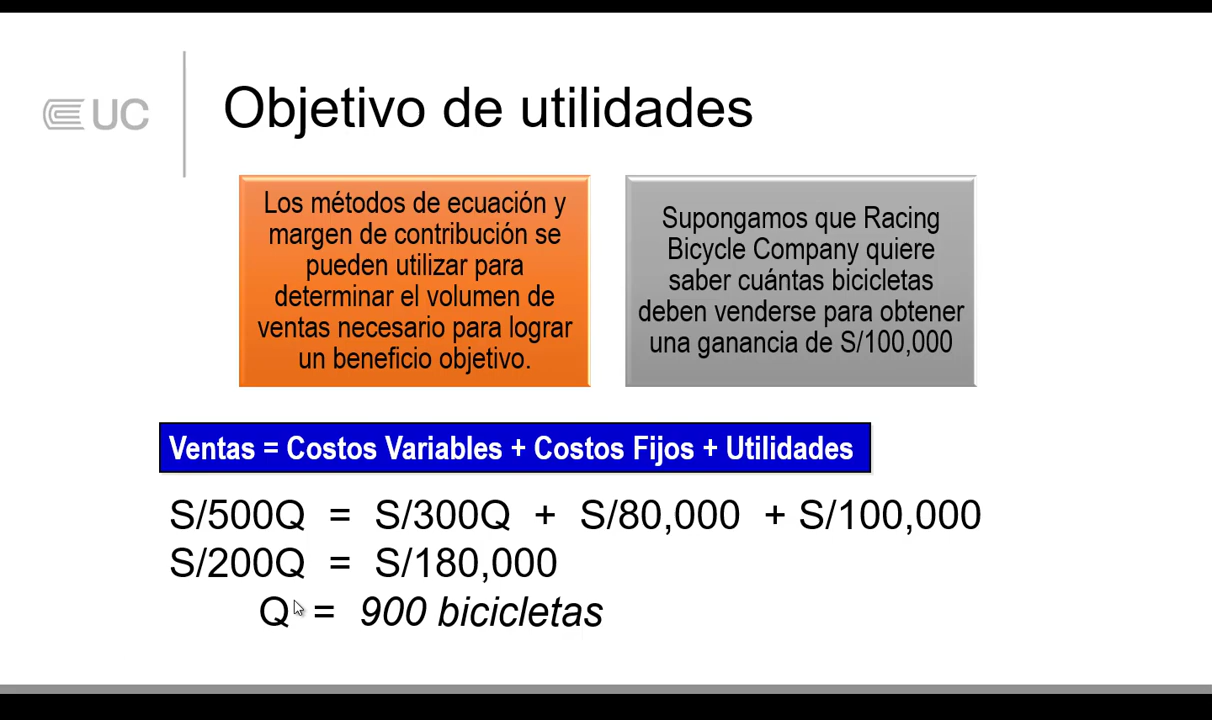 UC
Objetivo de utilidades
Los métodos de ecuación y
margen de contribución se
pueden utilizar para
determinar el volumen de
ventas necesario para lograr
un beneficio objetivo.
Supongamos que Racing
Bicycle Company quiere
saber cuántas bicicletas
deben venderse para obtener
una ganancia de S/100,000
Ventas = Costos Variables + Costos Fijos + Utilidades
S/500Q = S/300Q + S/80,000 + S/100,000
S/200Q = S/180,000
Q = 900 bicicletas